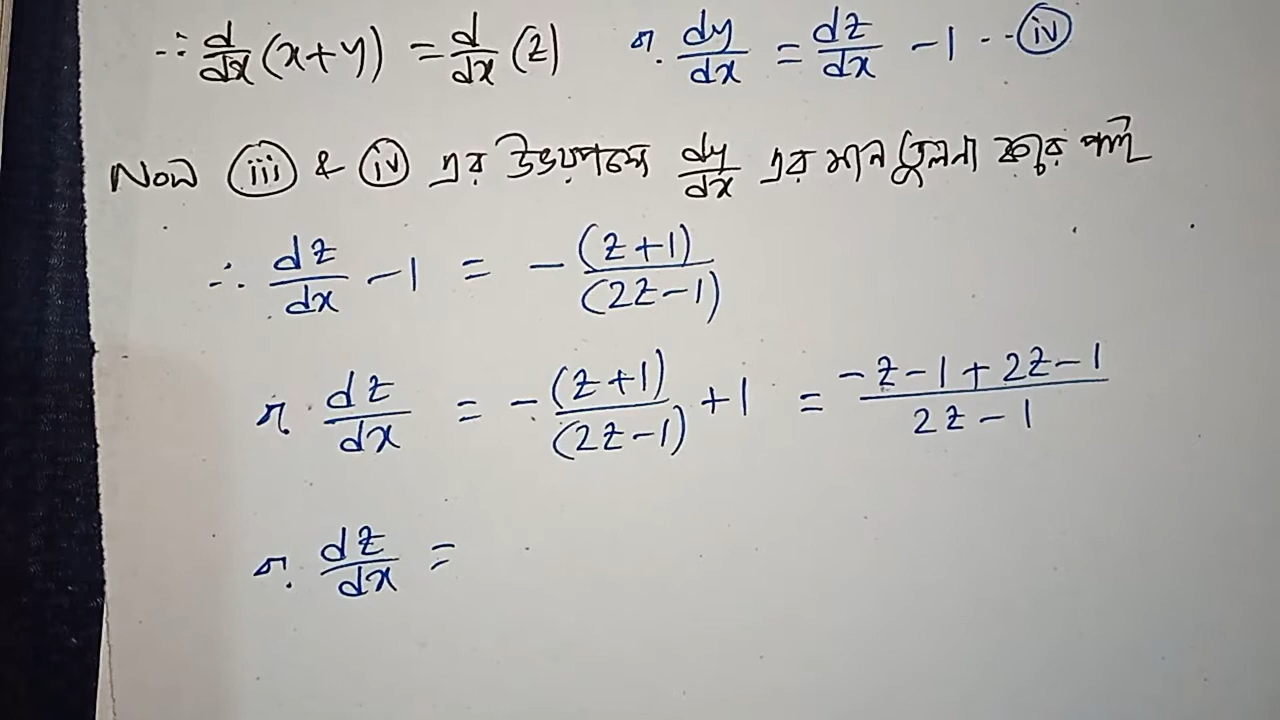 ∴ d/dx (x+y) = d/dx (z) বা, dy/dx = dz/dx - 1 -- (iv)
Now (iii) & (iv) এর উভয়পক্ষে dy/dx এর মান তুলনা করে পাই
∴ dz/dx - 1 = - (z+1)/(2z-1)
বা, dz/dx = - (z+1)/(2z-1) + 1 = (-z-1+2z-1)/(2z-1)
বা, dz/dx =